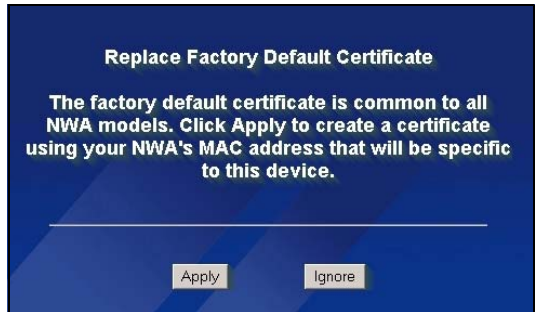 Replace Factory Default Certificate
The factory default certificate is common to all
NWA models. Click Apply to create a certificate
using your NWA's MAC address that will be specific
to this device.
Apply
Ignore